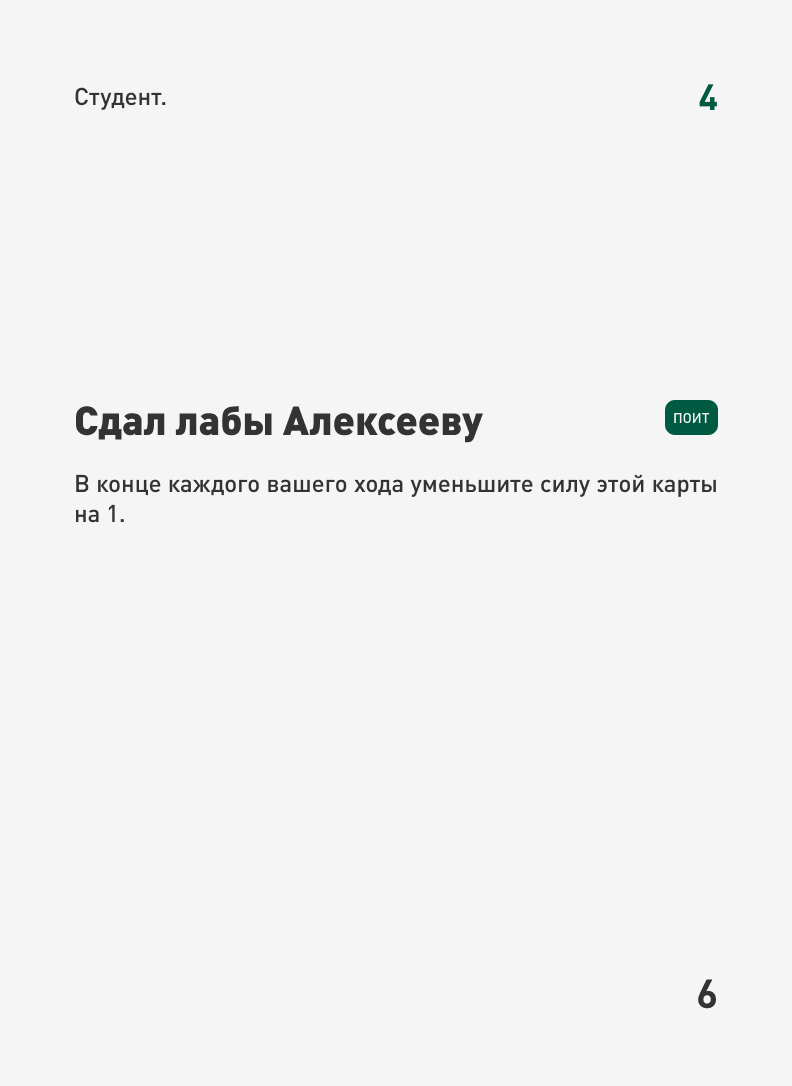 Студент.
4
Сдал лабы Алексееву
ПОИТ
В конце каждого вашего хода уменьшите силу этой карты
на 1.
6